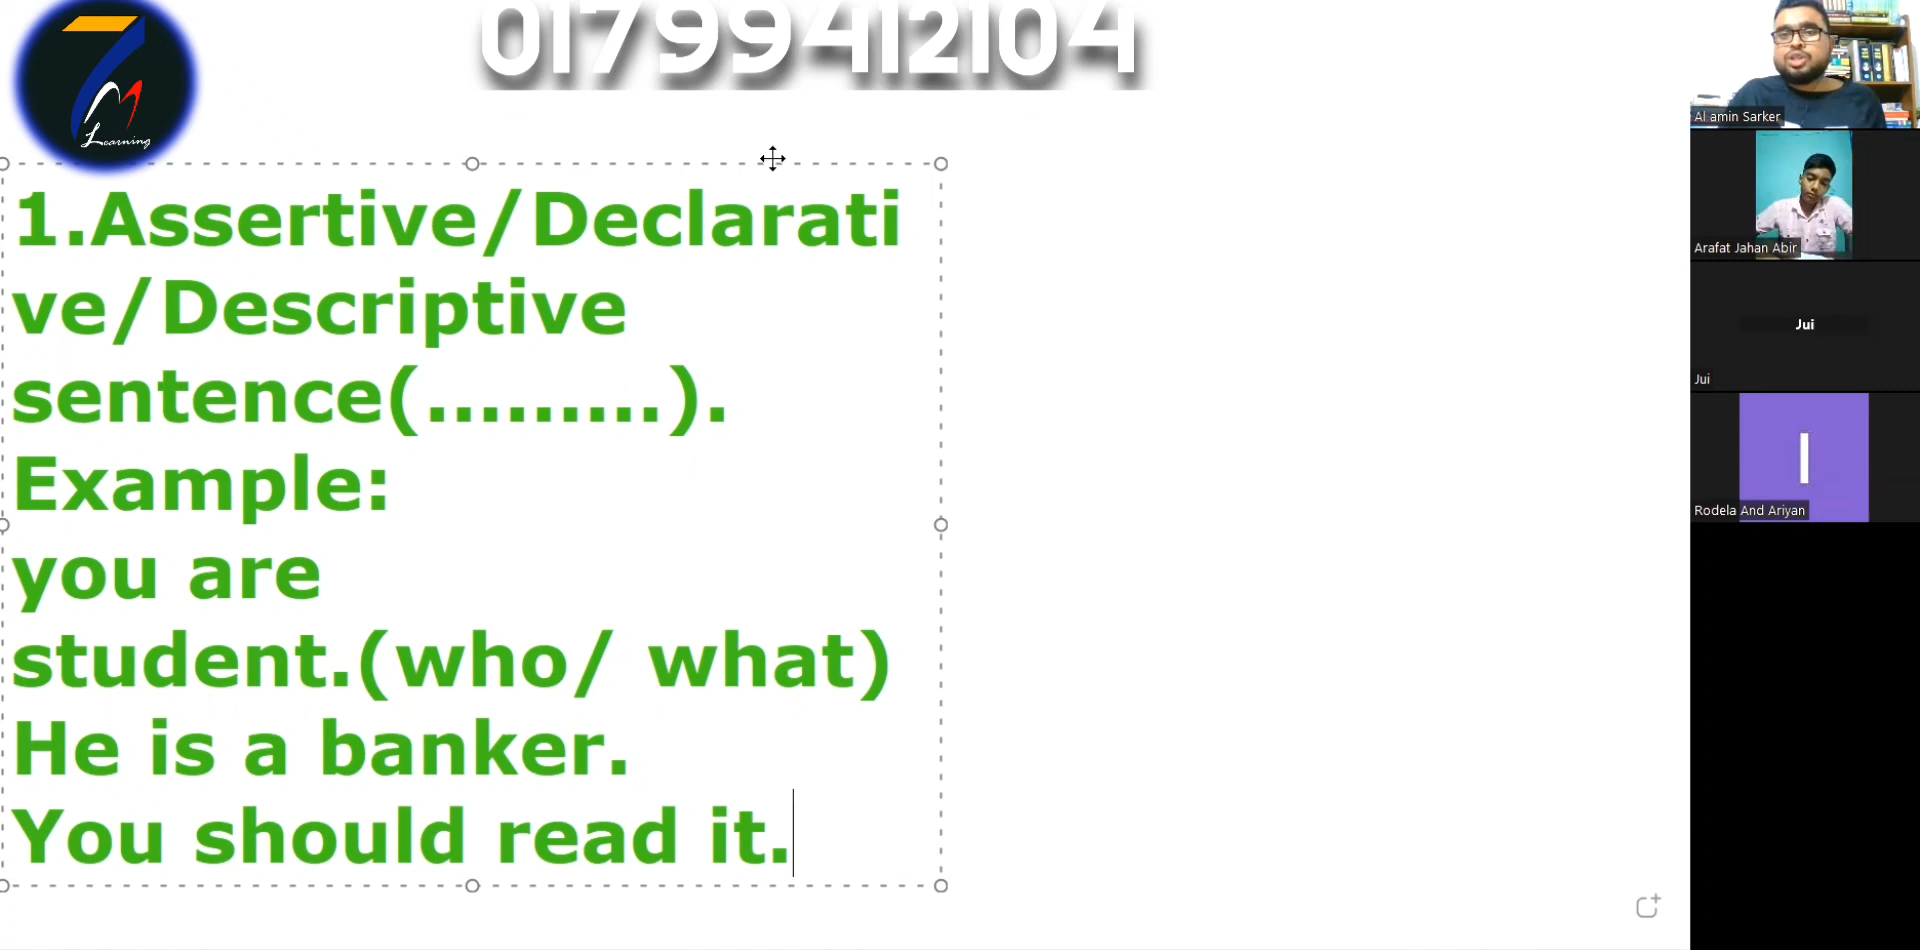 01799412104
Learning
1.Assertive/Declarati
ve/Descriptive
sentence(.........).
Example:
you are
student.(who/ what)
He is a banker.
You should read it.
Al amin Sarker
Arafat Jahan Abir
Jui
Jui
I
Rodela And Ariyan